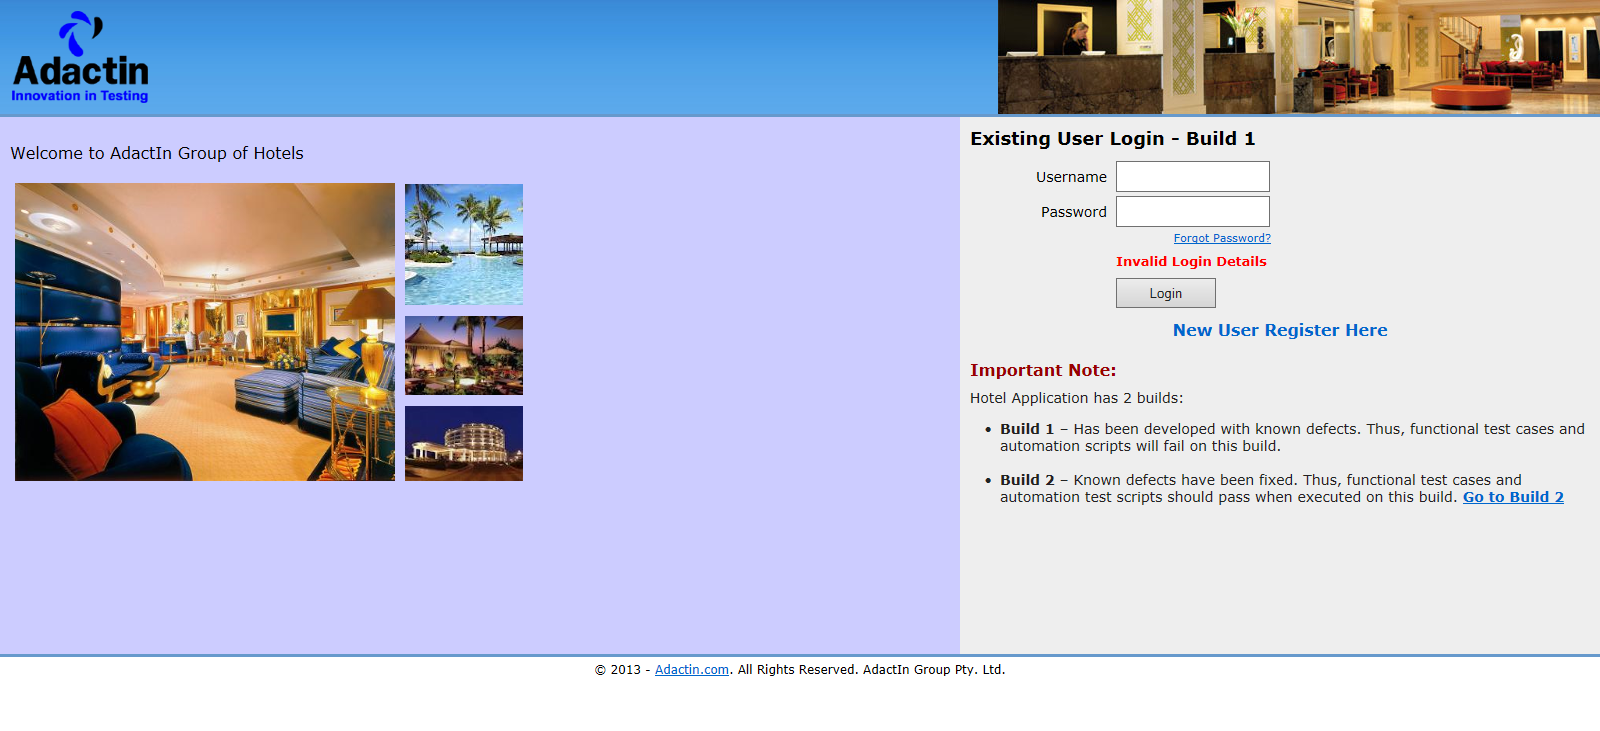 Adactin
Innovation in Testing
Welcome to AdactIn Group of Hotels
Existing User Login - Build 1
Username
Password
Forgot Password?
Invalid Login Details
Login
New User Register Here
Important Note:
Hotel Application has 2 builds:
• Build 1 – Has been developed with known defects. Thus, functional test cases and
automation scripts will fail on this build.
• Build 2 – Known defects have been fixed. Thus, functional test cases and
automation test scripts should pass when executed on this build. Go to Build 2
© 2013 - Adactin.com. All Rights Reserved. AdactIn Group Pty. Ltd.